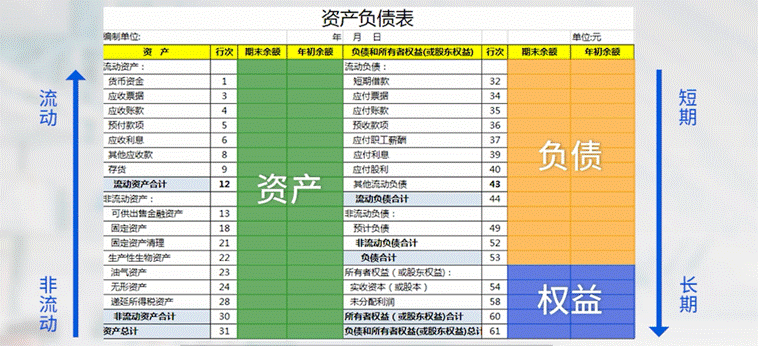 资产负债表
编制单位: 年 月 日 单位:元
资 产 行次 期末余额 年初余额 负债和所有者权益(或股东权益) 行次 期末余额 年初余额
流动资产： 流动负债：
货币资金 1 短期借款 32
应收票据 3 应付票据 34
应收账款 4 应付账款 35
预付款项 5 预收款项 36
应收利息 6 应付职工薪酬 37
其他应收款 8 应付利息 39
存货 9 应付股利 40
流动资产合计 12 其他流动负债 43
非流动资产： 流动负债合计 44
非流动负债：
可供出售金融资产 13
固定资产 18 预计负债 49
固定资产清理 21 非流动负债合计 52
生产性生物资产 22 负债合计 53
油气资产 23 所有者权益（或股东权益)：
无形资产 24 实收资本（或股本） 54
递延所得税资产 28 未分配利润 58
非流动资产合计 30 所有者权益（或股东权益)合计 60
资产总计 31 负债和所有者权益(或股东权益)总计 61
流动
非流动
资产
负债
权益
短期
长期